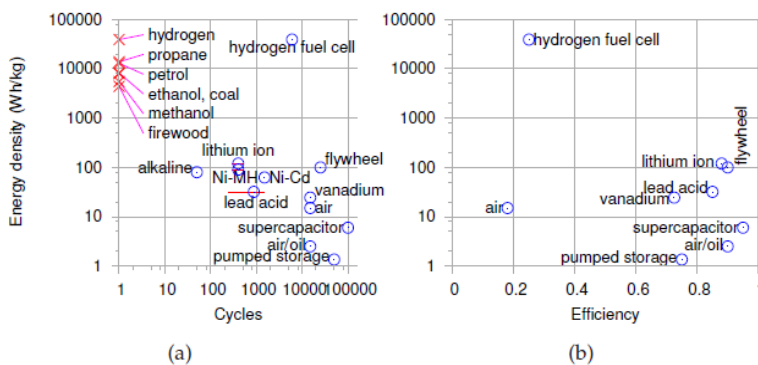 Energy density (Wh/kg)
100000
10000
1000
100
10
1
hydrogen
propane
petrol
ethanol, coal
methanol
firewood
hydrogen fuel cell
lithium ion
alkaline
flywheel
Ni-MH
Ni-Cd
lead acid
vanadium
air
supercapacitor
air/oil
pumped storage
1 10 100 1000 10000 100000
Cycles
(a)
100000
10000
1000
100
10
1
hydrogen fuel cell
lithium ion
flywheel
lead acid
vanadium
air
supercapacitor
air/oil
pumped storage
0 0.2 0.4 0.6 0.8 1
Efficiency
(b)